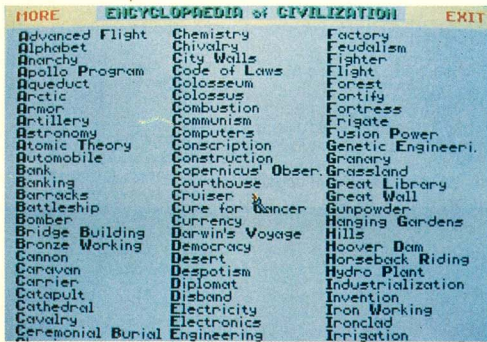 MORE
ENCYCLOPAEDIA of CIVILIZATION
EXIT
Advanced Flight
Alphabet
Anarchy
Apollo Program
Aqueduct
Arctic
Armor
Artillery
Astronomy
Atomic Theory
Automobile
Bank
Banking
Barracks
Battleship
Bomber
Bridge Building
Bronze Working
Cannon
Caravan
Carrier
Catapult
Cathedral
Cavalry
Ceremonial Burial
Chemistry
Chivalry
City Walls
Code of Laws
Colosseum
Colossus
Combustion
Communism
Computers
Conscription
Construction
Copernicus' Obser.
Courthouse
Cruiser
Cure for Cancer
Currency
Darwin's Voyage
Democracy
Desert
Despotism
Diplomat
Disband
Electricity
Electronics
Engineering
Factory
Feudalism
Fighter
Flight
Forest
Fortify
Fortress
Frigate
Fusion Power
Genetic Engineeri.
Granary
Grassland
Great Library
Great Wall
Gunpowder
Hanging Gardens
Hills
Hoover Dam
Horseback Riding
Hydro Plant
Industrialization
Invention
Iron Working
Ironclad
Irrigation